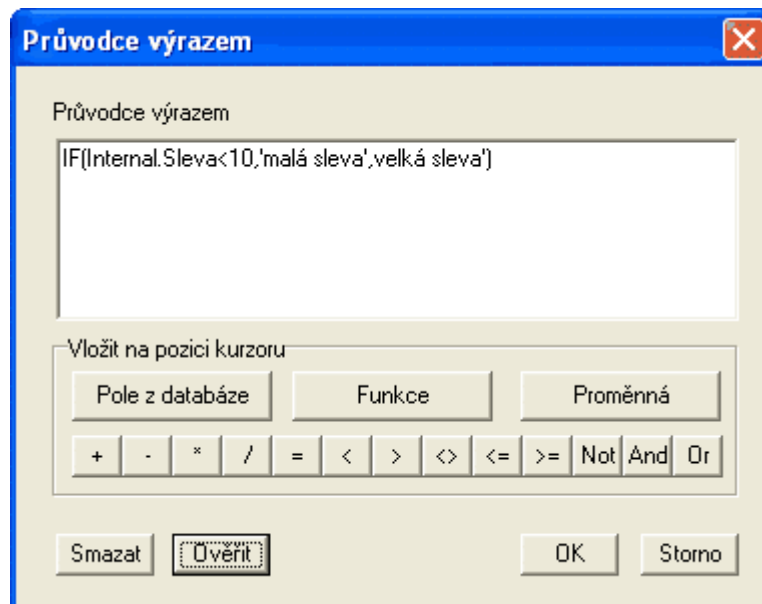 Průvodce výrazem
Průvodce výrazem
IF(Internal.Sleva<10,'malá sleva',velká sleva')
Vložit na pozici kurzoru
Pole z databáze Funkce Proměnná
+ - * / = < > <> <= >= Not And Or
Smazat Ověřit OK Storno